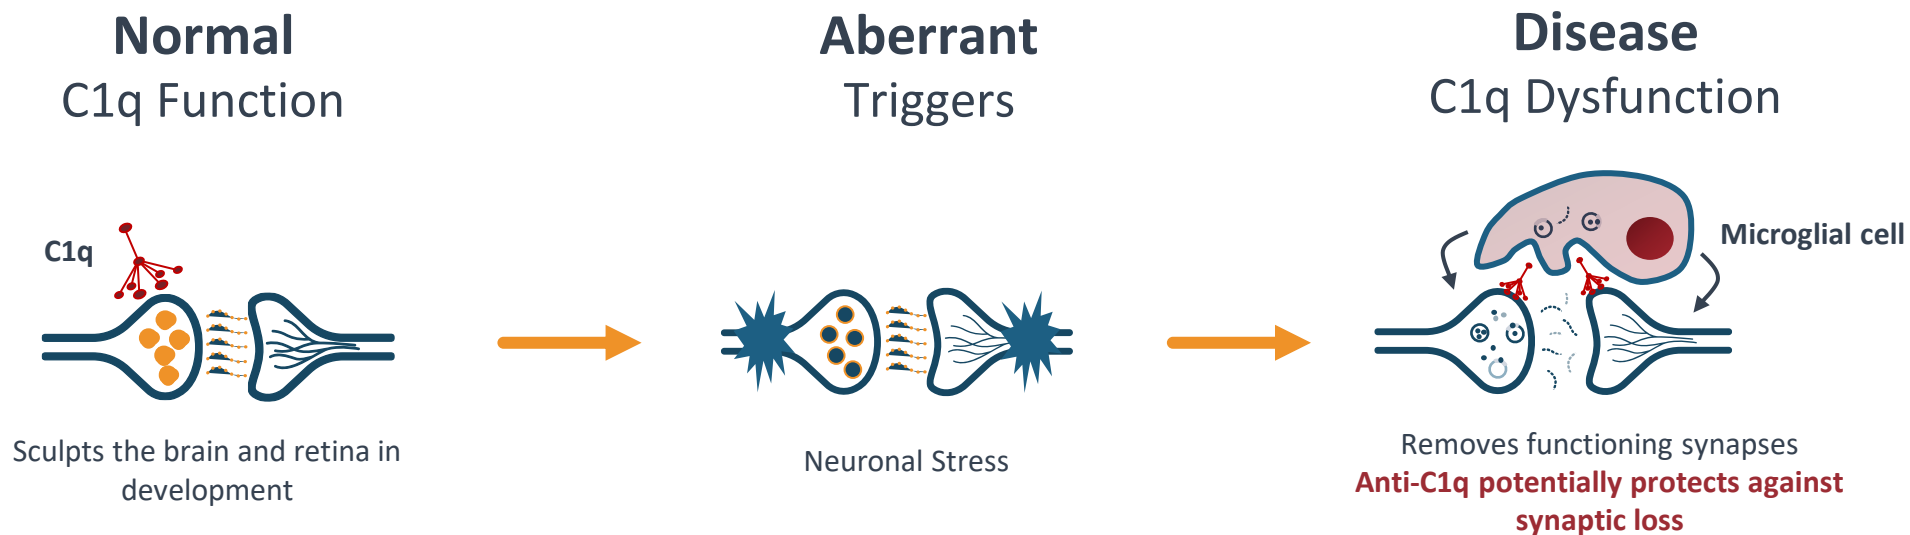 Normal
C1q Function
Aberrant
Triggers
Disease
C1q Dysfunction
C1q
Microglial cell
Sculpts the brain and retina in
development
Neuronal Stress
Removes functioning synapses
Anti-C1q potentially protects against
synaptic loss